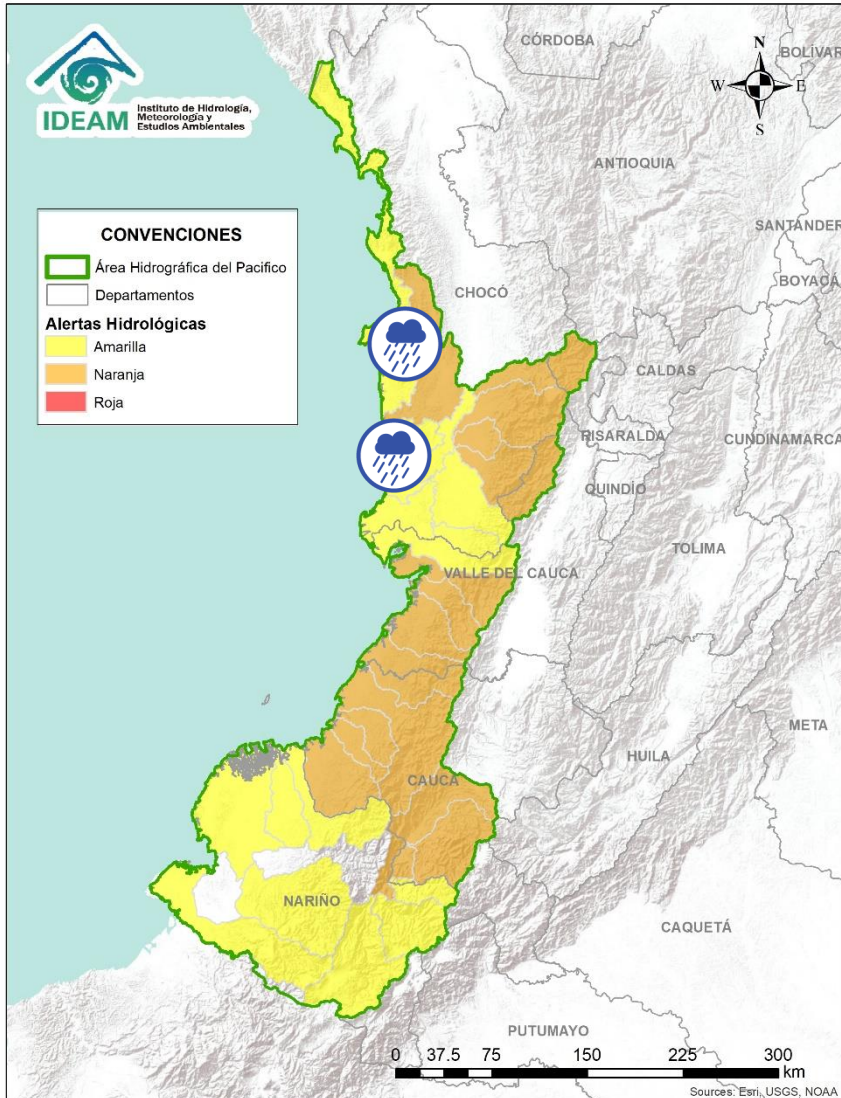 IDEAM
Instituto de Hidrología,
Meteorología y
Estudios Ambientales
CONVENCIONES
Área Hidrográfica del Pacifico
Departamentos
Alertas Hidrológicas
Amarilla
Naranja
Roja
N
W
E
S
CÓRDOBA
BOLÍVAR
ANTIOQUIA
SANTANDER
BOYACÁ
CHOCÓ
CALDAS
RISARALDA
CUNDINAMARCA
QUINDÍO
TOLIMA
VALLE DEL CAUCA
META
HUILA
CAUCA
NARIÑO
CAQUETÁ
PUTUMAYO
0 37.5 75 150 225 300
km
Sources: Esri, USGS, NOAA